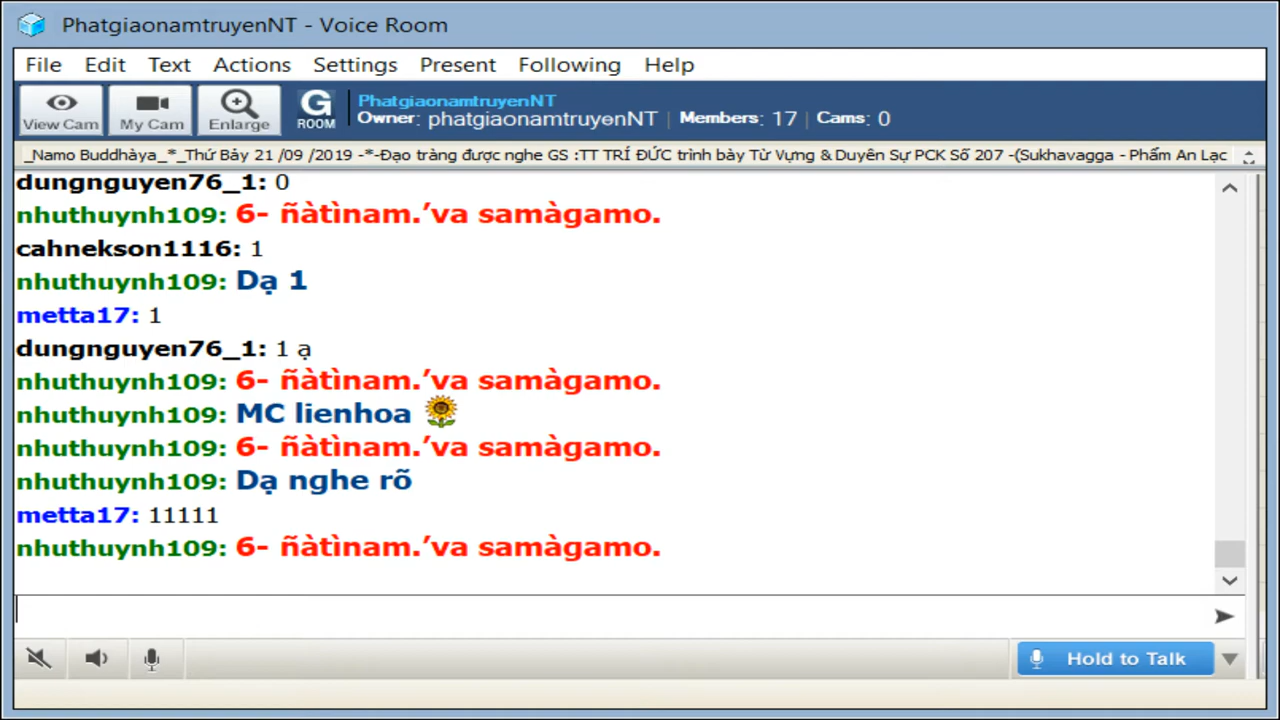 PhatgiaonamtruyenNT - Voice Room
File Edit Text Actions Settings Present Following Help
View Cam My Cam Enlarge G ROOM
PhatgiaonamtruyenNT
Owner: phatgiaonamtruyenNT Members: 17 Cams: 0
_Namo Buddhàya_*_Thứ Bảy 21 /09 /2019 -*-Đạo tràng được nghe GS :TT TRÍ ĐỨC trình bày Từ Vựng & Duyên Sự PCK Số 207 -(Sukhavagga - Phẩm An Lạc
dungnguyen76_1: 0
nhuthuynh109: 6- ñàtìnam.’va samàgamo.
cahnekson1116: 1
nhuthuynh109: Dạ 1
metta17: 1
dungnguyen76_1: 1 ạ
nhuthuynh109: 6- ñàtìnam.’va samàgamo.
nhuthuynh109: MC lienhoa 🌻
nhuthuynh109: 6- ñàtìnam.’va samàgamo.
nhuthuynh109: Dạ nghe rõ
metta17: 11111
nhuthuynh109: 6- ñàtìnam.’va samàgamo.
Hold to Talk